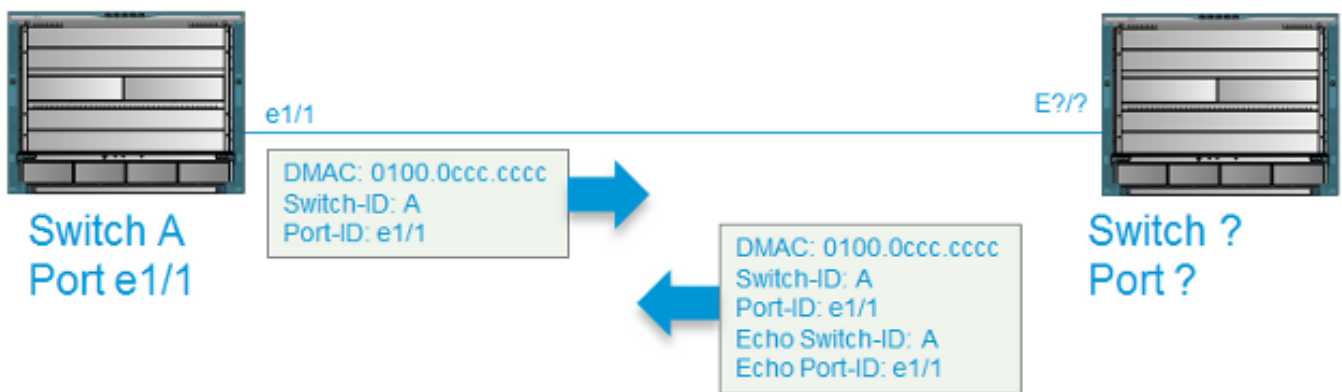 e1/1
E?/?
DMAC: 0100.0ccc.cccc
Switch-ID: A
Port-ID: e1/1
Switch A
Port e1/1
DMAC: 0100.0ccc.cccc
Switch-ID: A
Port-ID: e1/1
Echo Switch-ID: A
Echo Port-ID: e1/1
Switch ?
Port ?